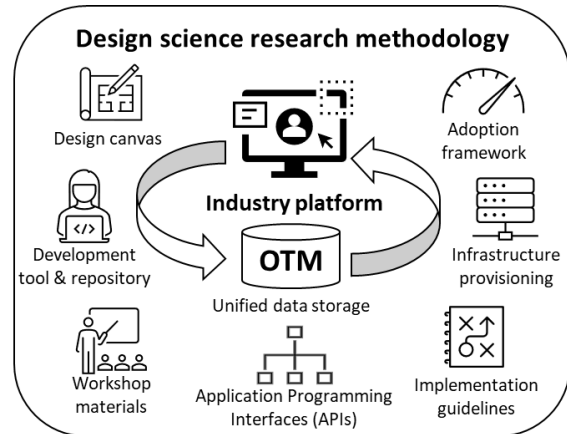 Design science research methodology
Design canvas
Adoption
framework
Industry platform
Development
tool & repository
</>
OTM
Infrastructure
provisioning
Unified data storage
Workshop
materials
Application Programming
Interfaces (APIs)
Implementation
guidelines